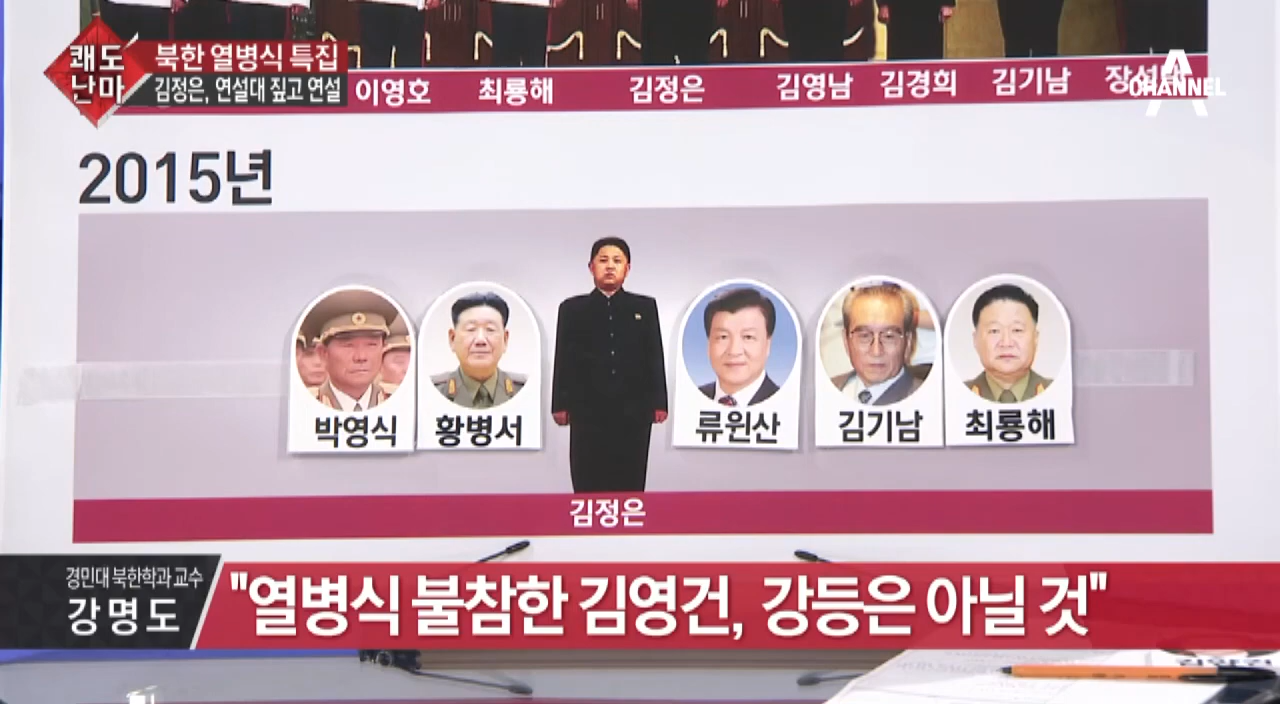 쾌도
난마
북한 열병식 특집
김정은, 연설대 짚고 연설
이영호 최룡해 김정은 김영남 김경희 김기남
CHANNEL
2015년
박영식 황병서 류윈산 김기남 최룡해
김정은
경민대 북한학과 교수
강명도
"열병식 불참한 김영건, 강등은 아닐 것"